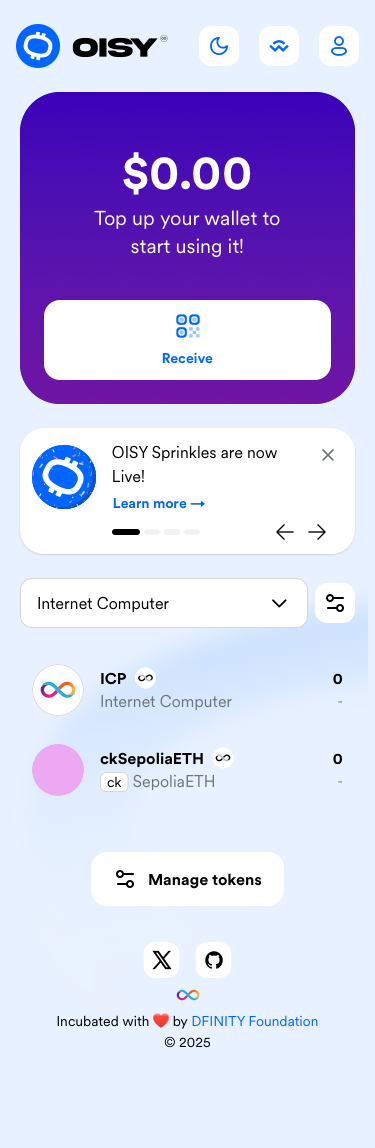 OISY
$0.00
Top up your wallet to
start using it!
Receive
OISY Sprinkles are now
Live!
Learn more →
Internet Computer
ICP 0
Internet Computer -
ckSepoliaETH 0
ck SepoliaETH -
Manage tokens
Incubated with ❤️ by DFINITY Foundation
© 2025